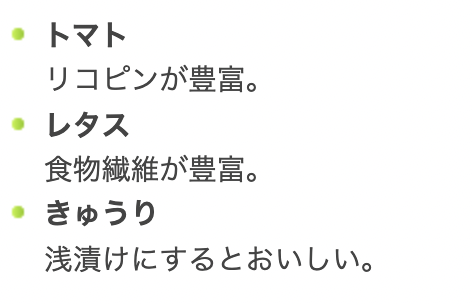 トマト
リコピンが豊富。
レタス
食物繊維が豊富。
きゅうり
浅漬けにするとおいしい。